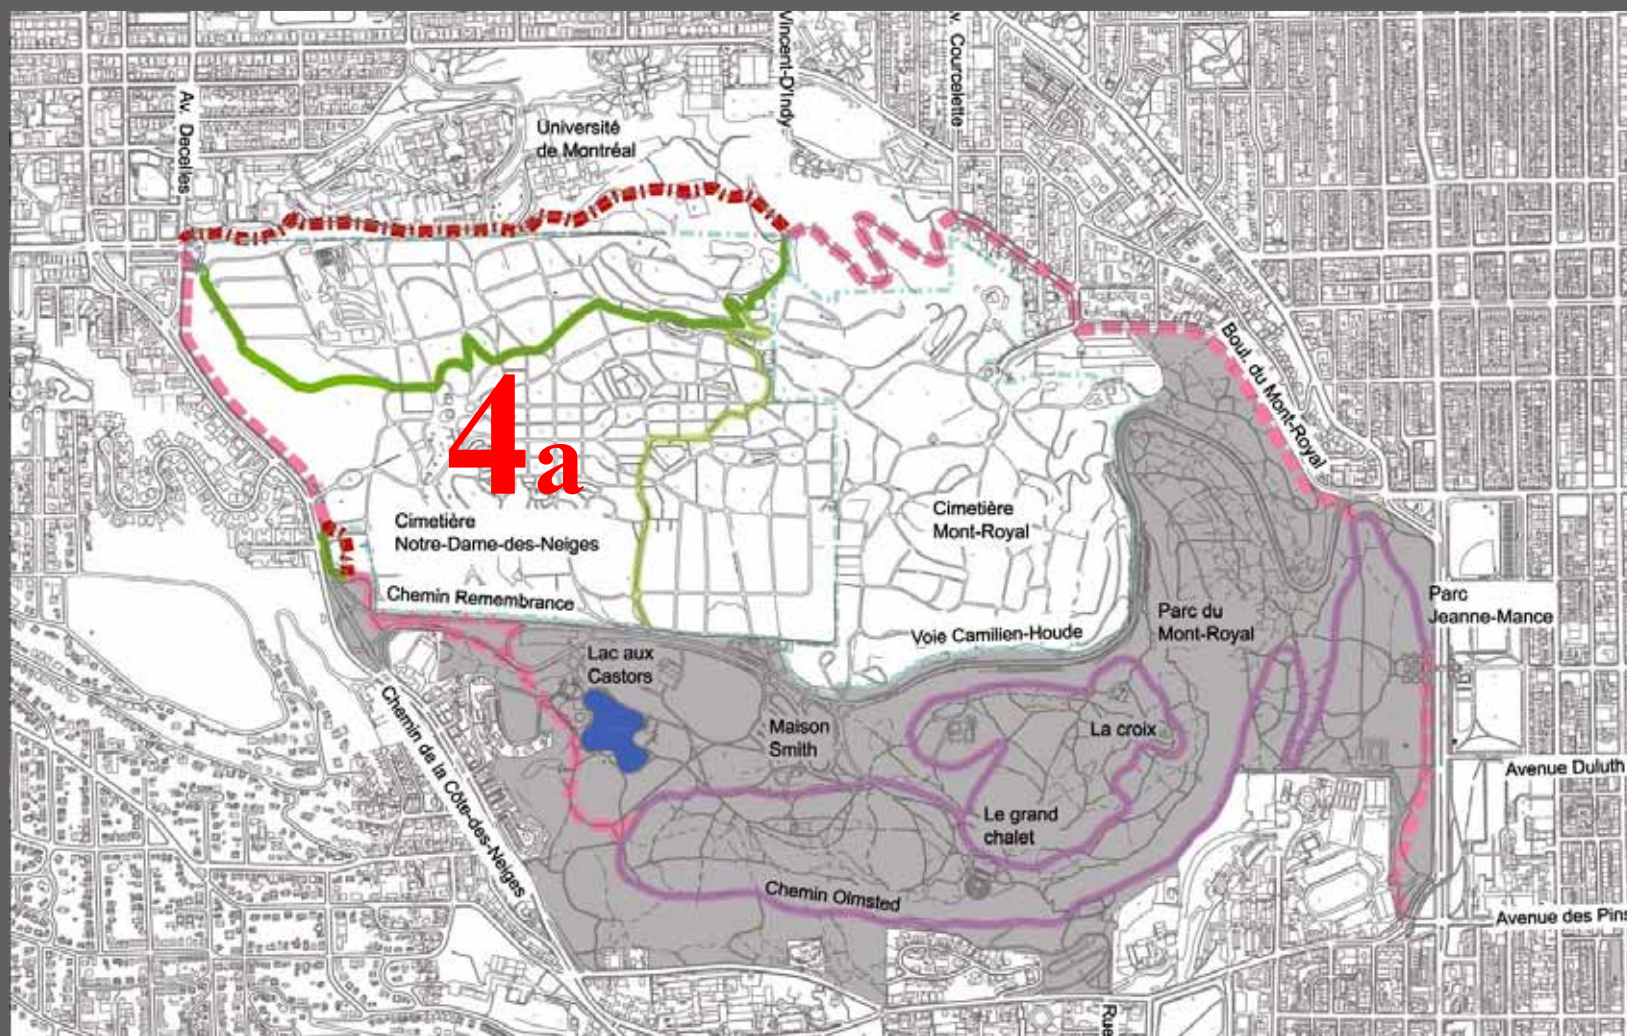 Vincent-D'Indy
Av. Courcelette
Av. Decelles
Université
de Montréal
Boul. du Mont-Royal
4a
Cimetière
Notre-Dame-des-Neiges
Cimetière
Mont-Royal
Chemin Remembrance
Parc
Jeanne-Mance
Parc du
Mont-Royal
Voie Camilien-Houde
Lac aux
Castors
Maison
Smith
La croix
Chemin de la Côte-des-Neiges
Avenue Duluth
Le grand
chalet
Chemin Olmsted
Avenue des Pins
Rue